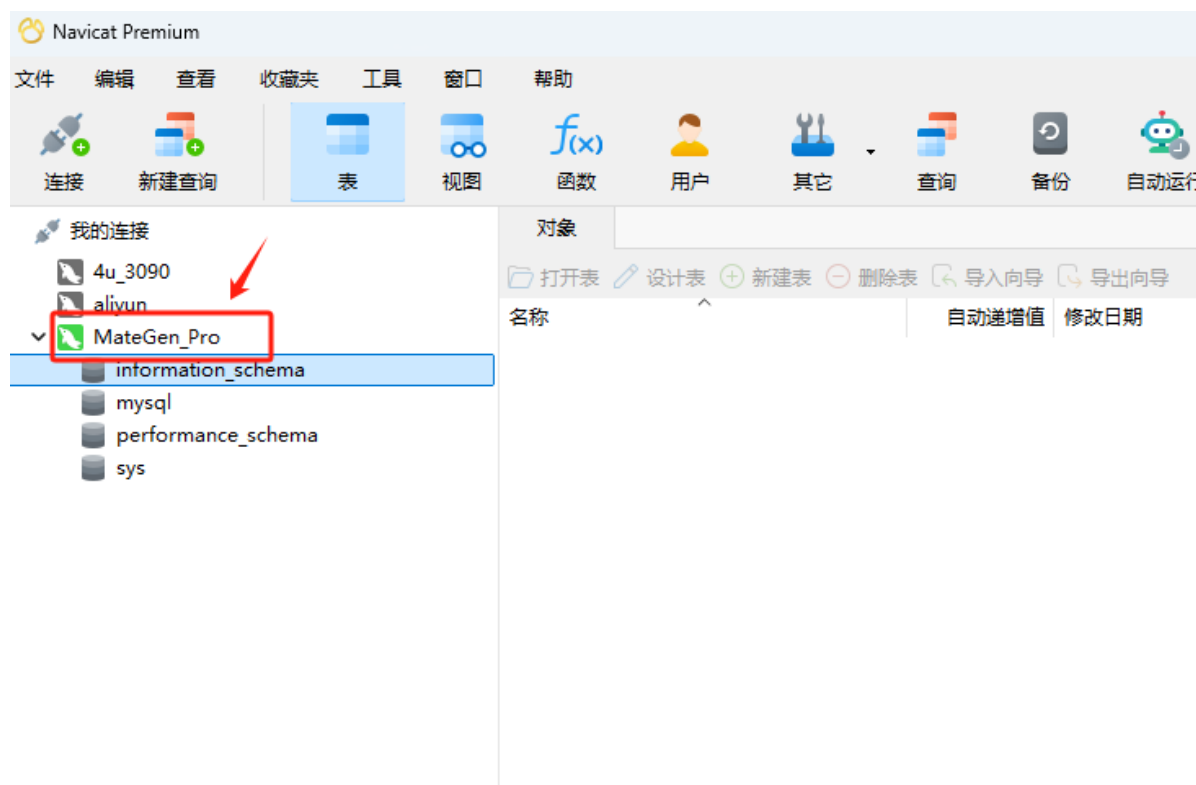 Navicat Premium
文件 编辑 查看 收藏夹 工具 窗口 帮助
连接 新建查询 表 视图 函数 用户 其它 查询 备份 自动运行
我的连接
4u_3090
aliyun
MateGen_Pro
information_schema
mysql
performance_schema
sys
对象
打开表 设计表 新建表 删除表 导入向导 导出向导
名称 自动递增值 修改日期